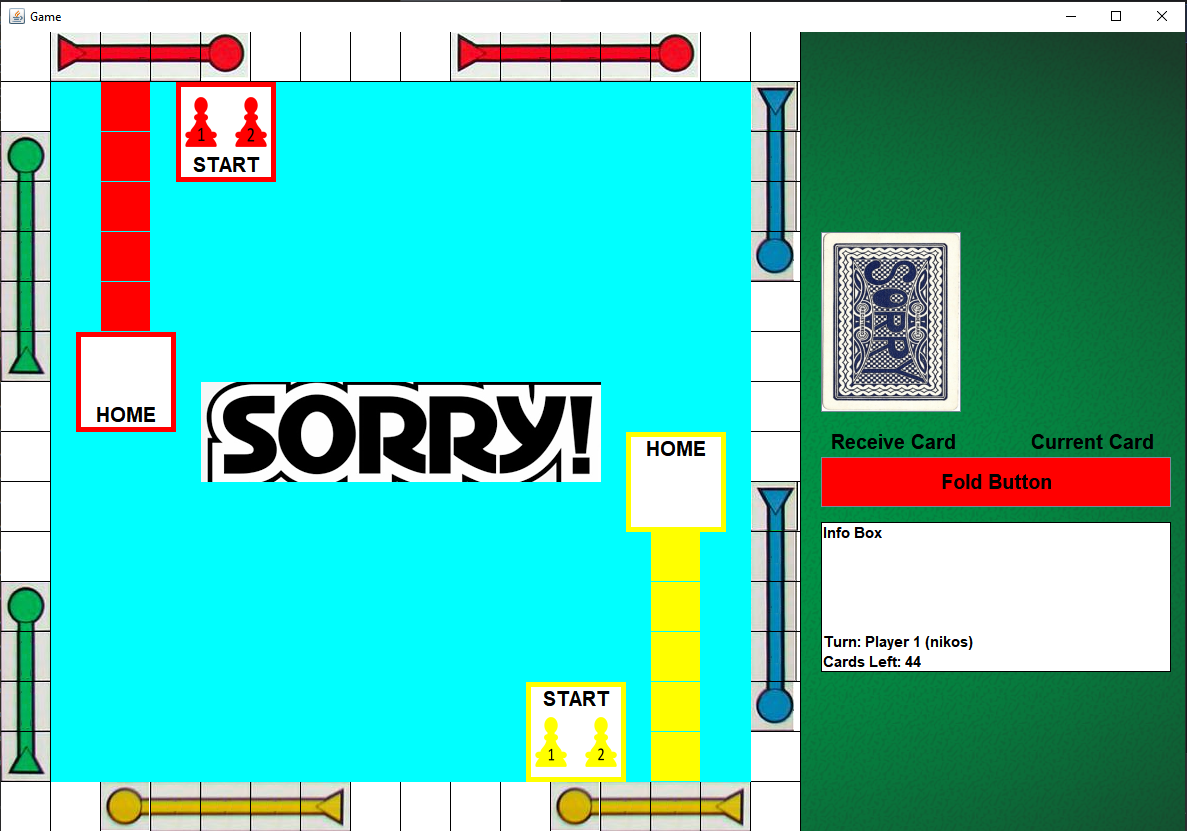 Game
1 2
START
HOME
SORRY!
HOME
START
1 2
SORRY
Receive Card Current Card
Fold Button
Info Box
Turn: Player 1 (nikos)
Cards Left: 44